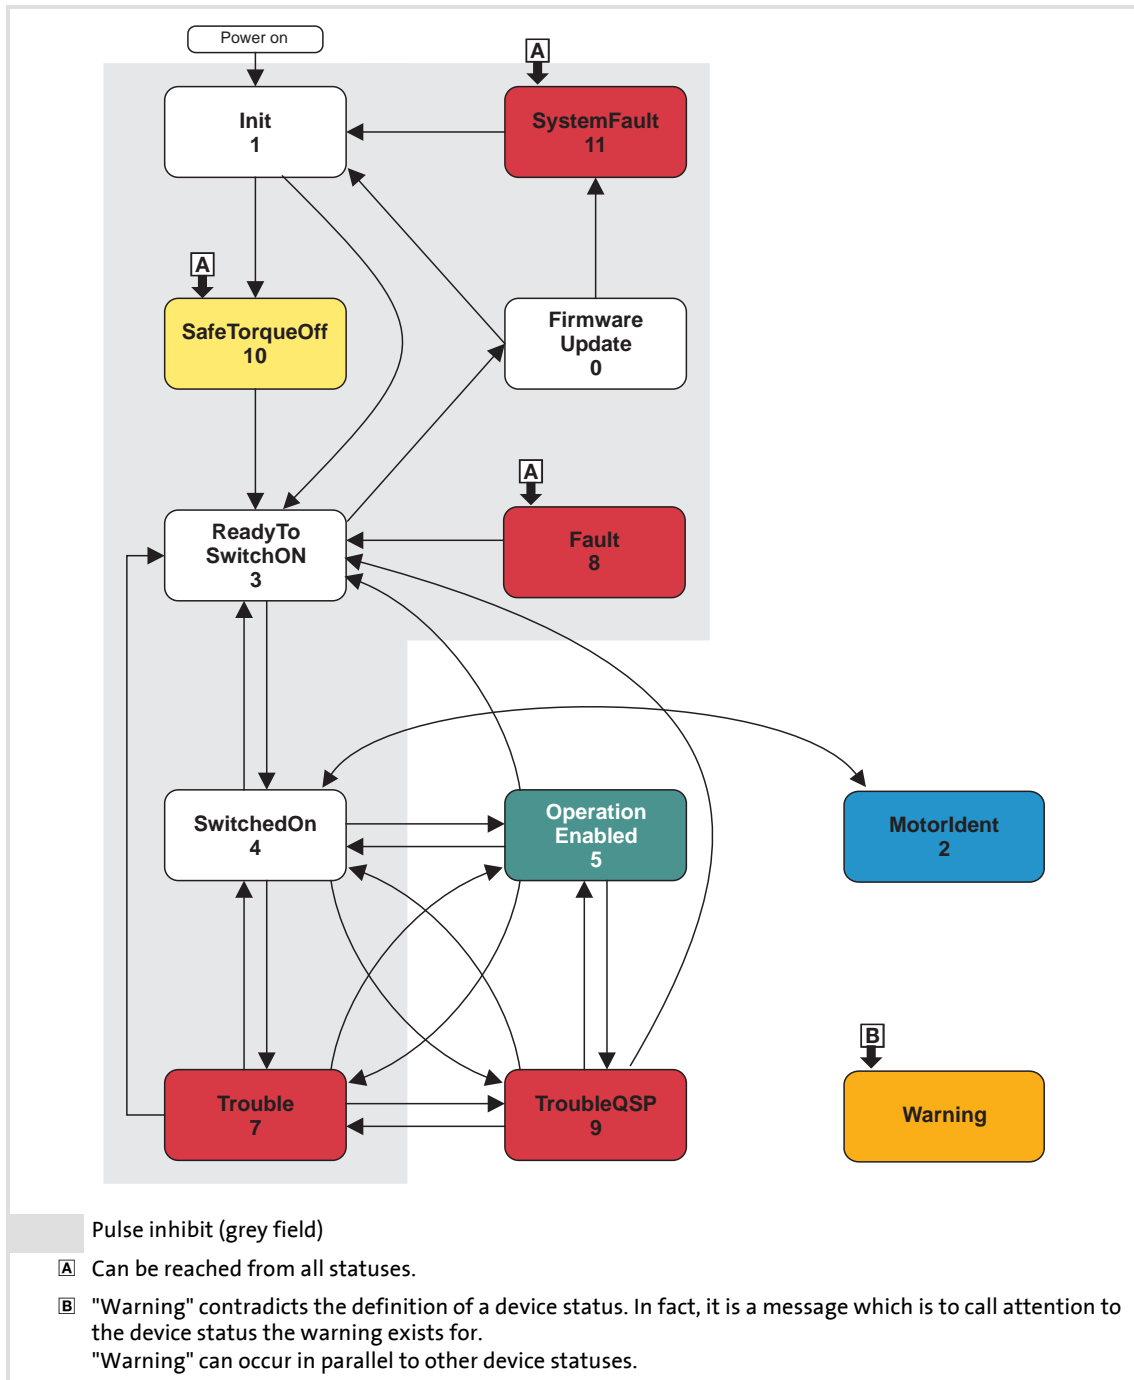 Power on
A
Init
1
SystemFault
11
A
SafeTorqueOff
10
Firmware
Update
0
A
ReadyTo
SwitchON
3
Fault
8
SwitchedOn
4
Operation
Enabled
5
MotorIdent
2
B
Trouble
7
TroubleQSP
9
Warning
Pulse inhibit (grey field)
A Can be reached from all statuses.
B "Warning" contradicts the definition of a device status. In fact, it is a message which is to call attention to
the device status the warning exists for.
"Warning" can occur in parallel to other device statuses.